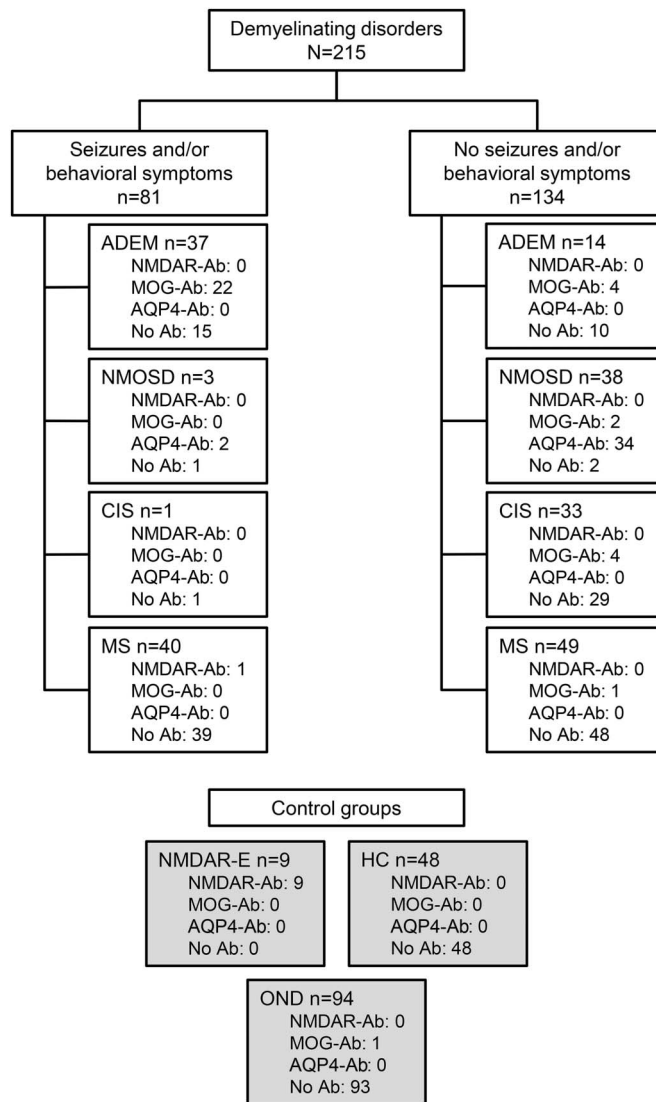 Demyelinating disorders
N=215
Seizures and/or
behavioral symptoms
n=81
ADEM n=37
NMDAR-Ab: 0
MOG-Ab: 22
AQP4-Ab: 0
No Ab: 15
NMOSD n=3
NMDAR-Ab: 0
MOG-Ab: 0
AQP4-Ab: 2
No Ab: 1
CIS n=1
NMDAR-Ab: 0
MOG-Ab: 0
AQP4-Ab: 0
No Ab: 1
MS n=40
NMDAR-Ab: 1
MOG-Ab: 0
AQP4-Ab: 0
No Ab: 39
No seizures and/or
behavioral symptoms
n=134
ADEM n=14
NMDAR-Ab: 0
MOG-Ab: 4
AQP4-Ab: 0
No Ab: 10
NMOSD n=38
NMDAR-Ab: 0
MOG-Ab: 2
AQP4-Ab: 34
No Ab: 2
CIS n=33
NMDAR-Ab: 0
MOG-Ab: 4
AQP4-Ab: 0
No Ab: 29
MS n=49
NMDAR-Ab: 0
MOG-Ab: 1
AQP4-Ab: 0
No Ab: 48
Control groups
NMDAR-E n=9
NMDAR-Ab: 9
MOG-Ab: 0
AQP4-Ab: 0
No Ab: 0
HC n=48
NMDAR-Ab: 0
MOG-Ab: 0
AQP4-Ab: 0
No Ab: 48
OND n=94
NMDAR-Ab: 0
MOG-Ab: 1
AQP4-Ab: 0
No Ab: 93